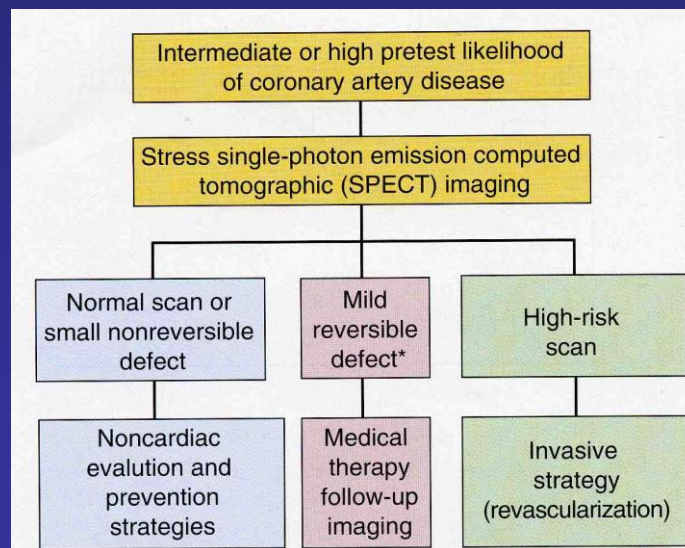 Intermediate or high pretest likelihood
of coronary artery disease
Stress single-photon emission computed
tomographic (SPECT) imaging
Normal scan or
small nonreversible
defect
Mild
reversible
defect*
High-risk
scan
Noncardiac
evalution and
prevention
strategies
Medical
therapy
follow-up
imaging
Invasive
strategy
(revascularization)